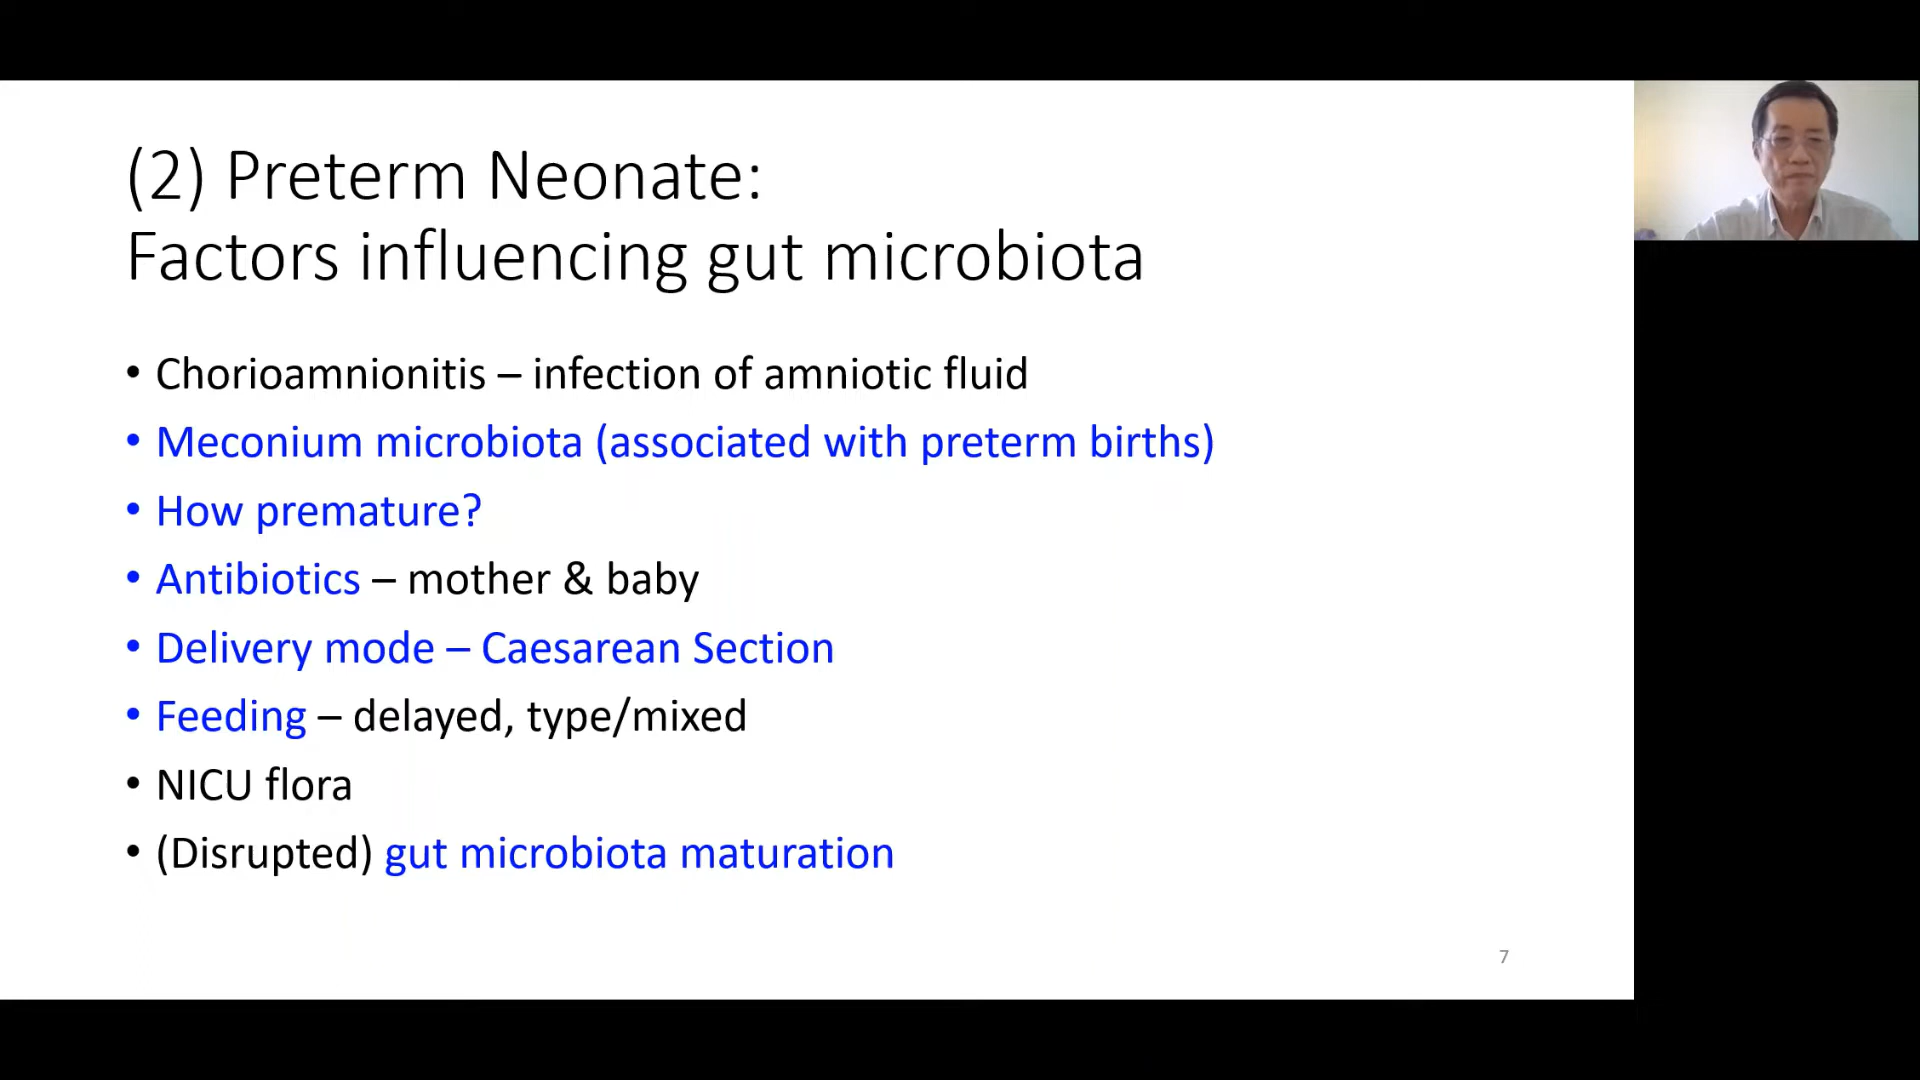 (2) Preterm Neonate:
Factors influencing gut microbiota
• Chorioamnionitis – infection of amniotic fluid
• Meconium microbiota (associated with preterm births)
• How premature?
• Antibiotics – mother & baby
• Delivery mode – Caesarean Section
• Feeding – delayed, type/mixed
• NICU flora
• (Disrupted) gut microbiota maturation
7